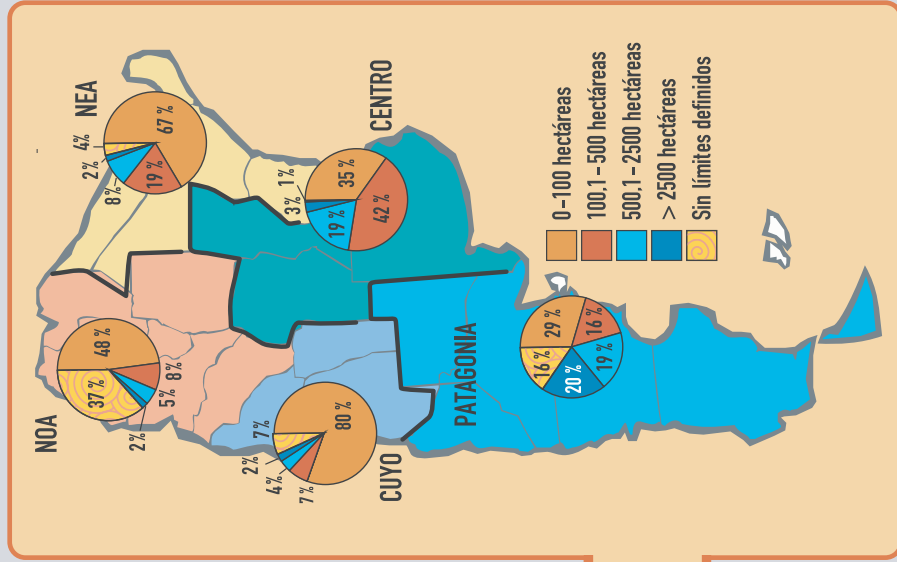 NOA
37 %
48 %
8 %
5 %
2 %
NEA
4 %
2 %
8%
67 %
19 %
CENTRO
1 %
3 %
35 %
19 %
42 %
CUYO
7 %
2 %
4 %
7 %
80 %
PATAGONIA
29 %
16 %
16 %
20 %
19 %
0-100 hectáreas
100,1 - 500 hectáreas
500,1 - 2500 hectáreas
> 2500 hectáreas
Sin límites definidos